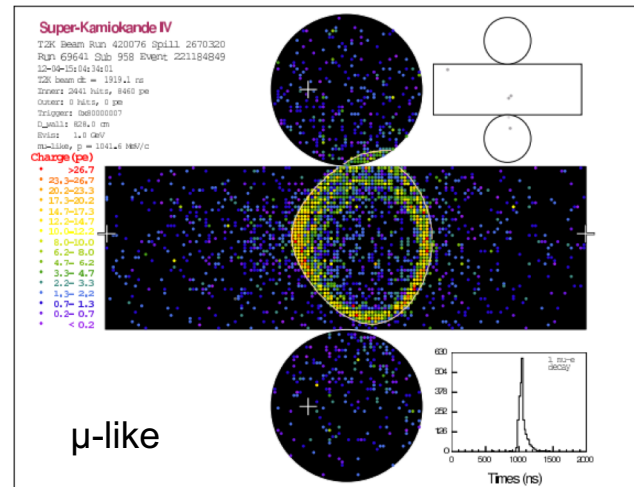 Super-Kamiokande IV
T2K Beam Run 420076 Spill 2670320
Run 69641 Sub 958 Event 221184849
12-04-15:04:34:01
T2K beam dt = 1919.1 ns
Inner: 2441 hits, 8460 pe
Outer: 0 hits, 0 pe
Trigger: 0x80000007
D_wall: 828.0 cm
Evis: 1.0 GeV
mu-like, p = 1041.6 MeV/c
Charge(pe)
>26.7
23.3-26.7
20.2-23.3
17.3-20.2
14.7-17.3
12.2-14.7
10.0-12.2
8.0-10.0
6.2- 8.0
4.7- 6.2
3.3- 4.7
2.2- 3.3
1.3- 2.2
0.7- 1.3
0.2- 0.7
< 0.2
μ-like
630
504
378
252
126
0
1 mu-e
decay
0 500 1000 1500 2000
Times (ns)